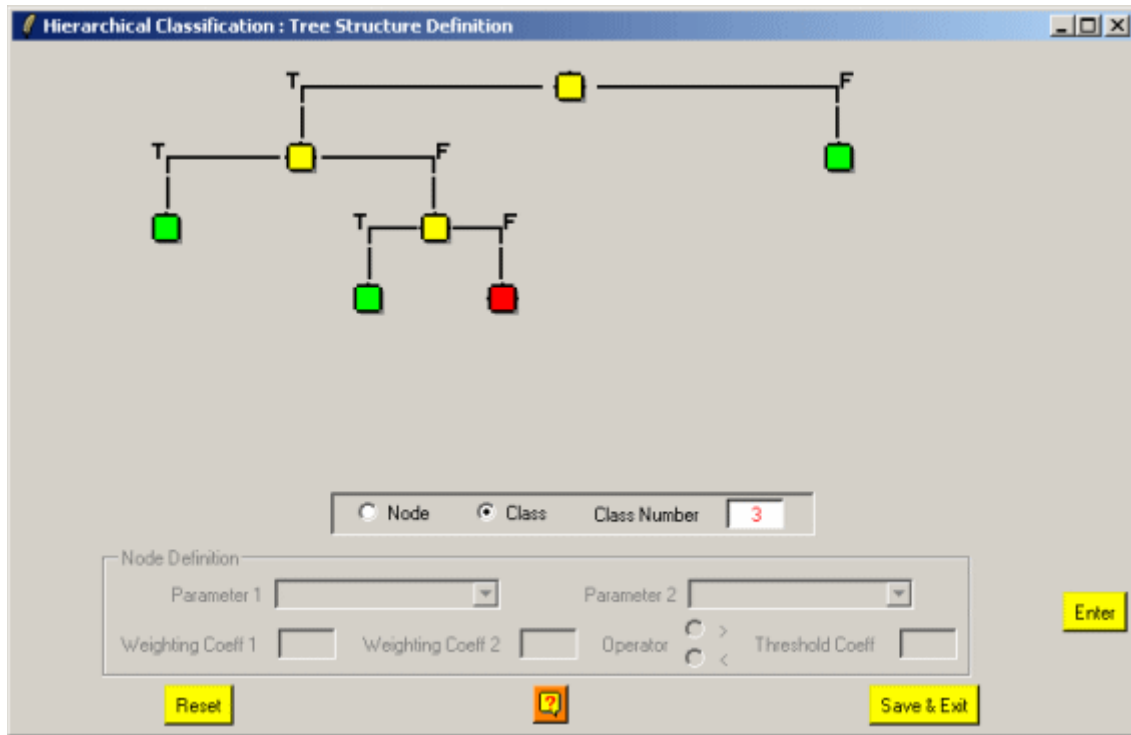 Hierarchical Classification : Tree Structure Definition
T F
T F
T F
Node Class Class Number 3
Node Definition
Parameter 1 Parameter 2
Weighting Coeff 1 Weighting Coeff 2 Operator > < Threshold Coeff
Enter
Reset ? Save & Exit